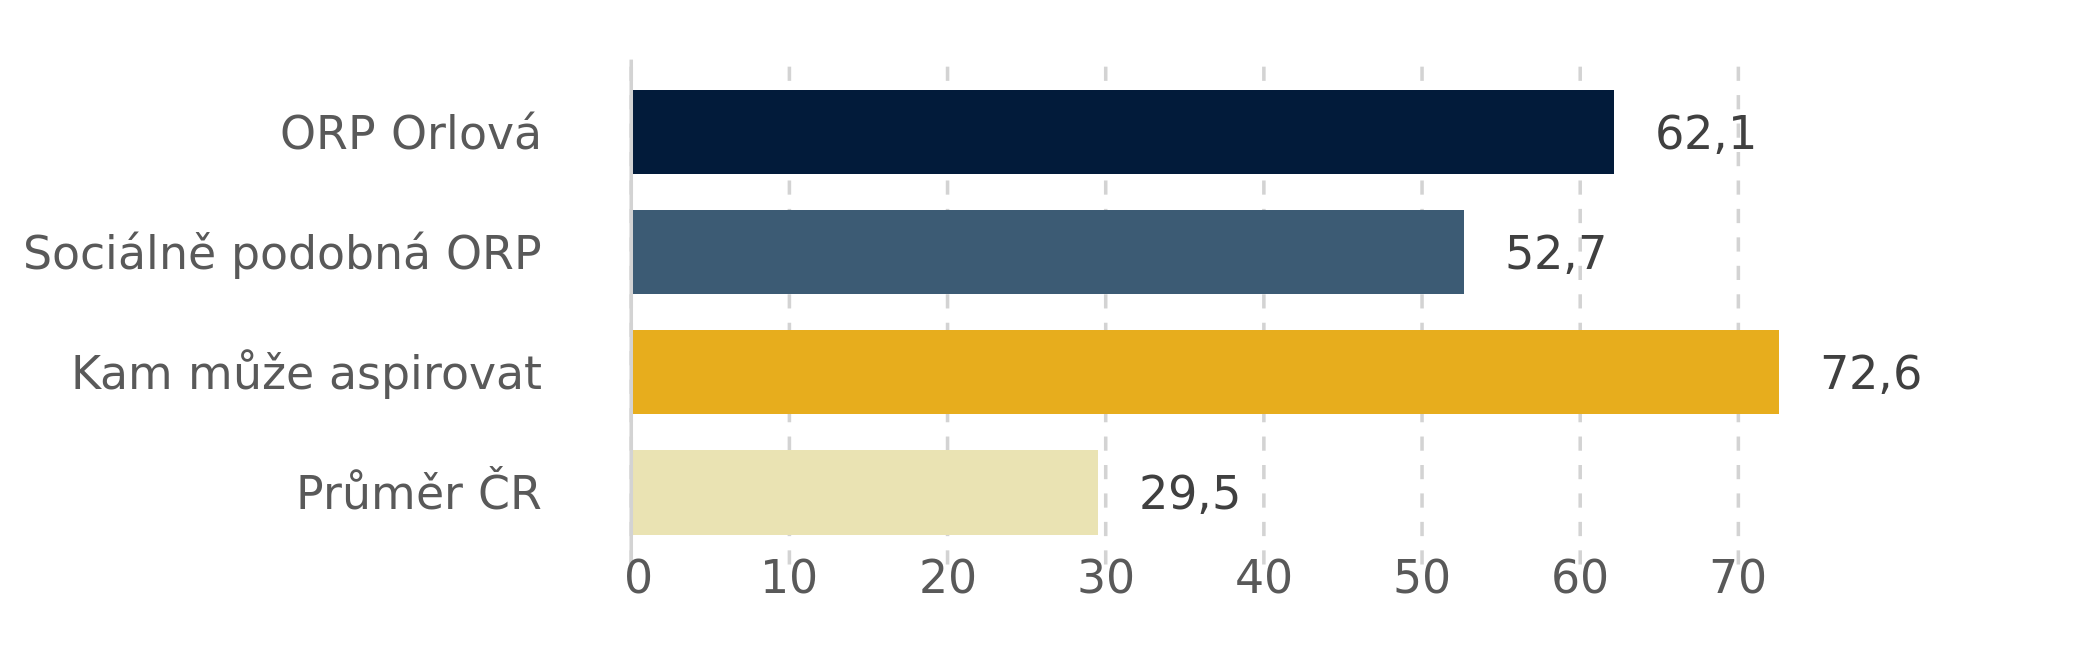 ORP Orlová 62,1
Sociálně podobná ORP 52,7
Kam může aspirovat 72,6
Průměr ČR 29,5
0 10 20 30 40 50 60 70